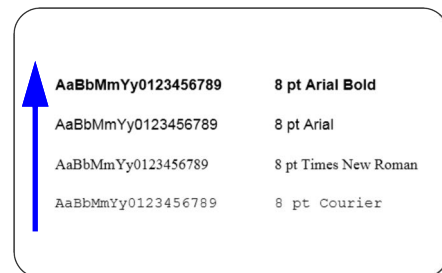 AaBbMmYy0123456789 8 pt Arial Bold
AaBbMmYy0123456789 8 pt Arial
AaBbMmYy0123456789 8 pt Times New Roman
AaBbMmYy0123456789 8 pt Courier